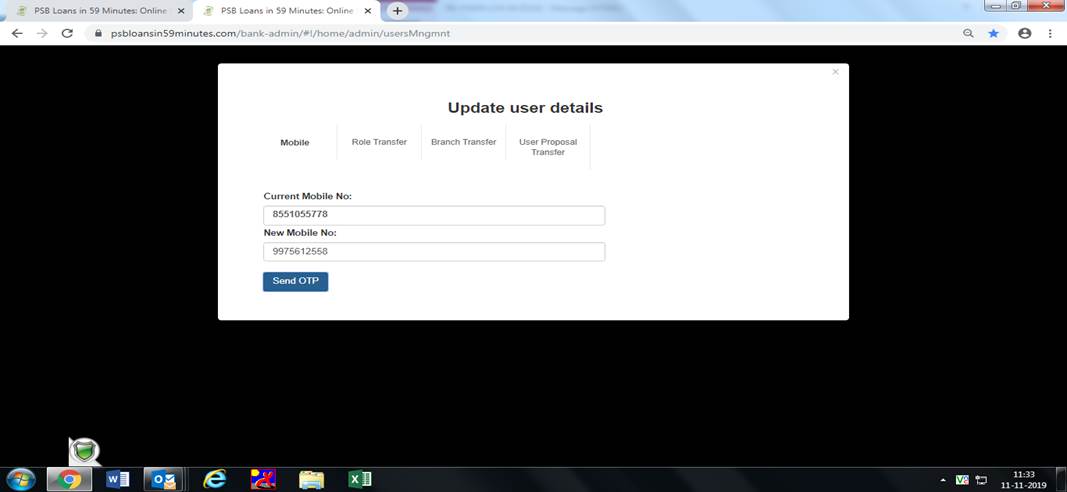 PSB Loans in 59 Minutes: Online
PSB Loans in 59 Minutes: Online
psbloansin59minutes.com/bank-admin/#!/home/admin/usersMngmnt
Update user details
Mobile
Role Transfer
Branch Transfer
User Proposal
Transfer
Current Mobile No:
8551055778
New Mobile No:
9975612558
Send OTP
11:33
11-11-2019